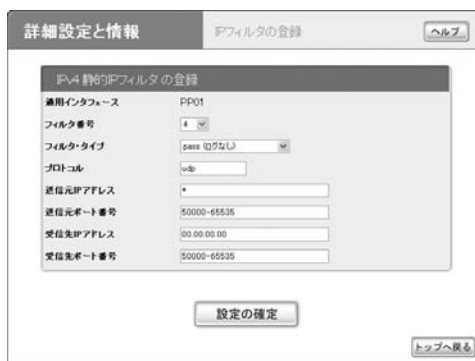 詳細設定と情報 IPフィルタの登録 ヘルプ
IPv4 静的IPフィルタの登録
適用インタフェース PP01
フィルタ番号 4
フィルタ・タイプ pass (ログなし)
プロトコル udp
送信元IPアドレス *
送信元ポート番号 50000-65535
受信先IPアドレス 00.00.00.00
受信先ポート番号 50000-65535
設定の確定
トップへ戻る